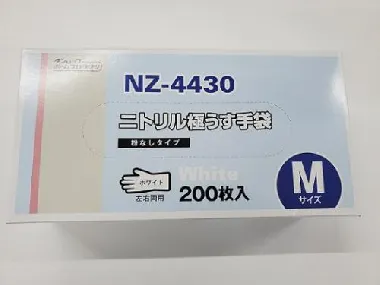 NZ-4430
ニトリル極うす手袋
粉なしタイプ
White
ホワイト
左右両用
200枚入
M
サイズ